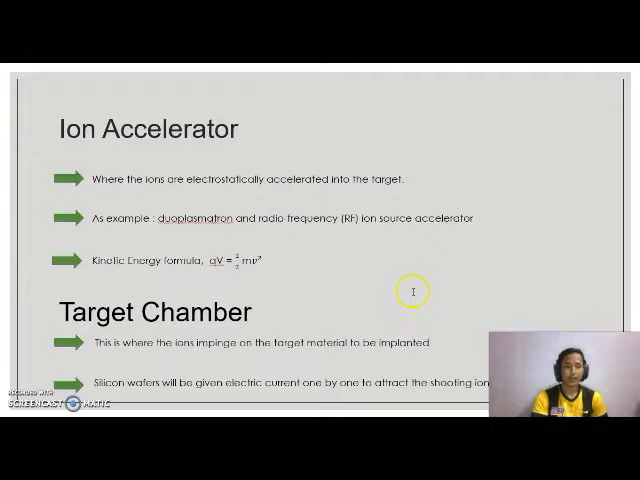 Ion Accelerator
Where the ions are electrostatically accelerated into the target.
As example : duoplasmatron and radio frequency (RF) ion source accelerator
Kinetic Energy formula, qV = ½ mv²
Target Chamber
This is where the ions impinge on the target material to be implanted
Silicon wafers will be given electric current one by one to attract the shooting ion
RECORDED WITH
SCREENCAST MATIC